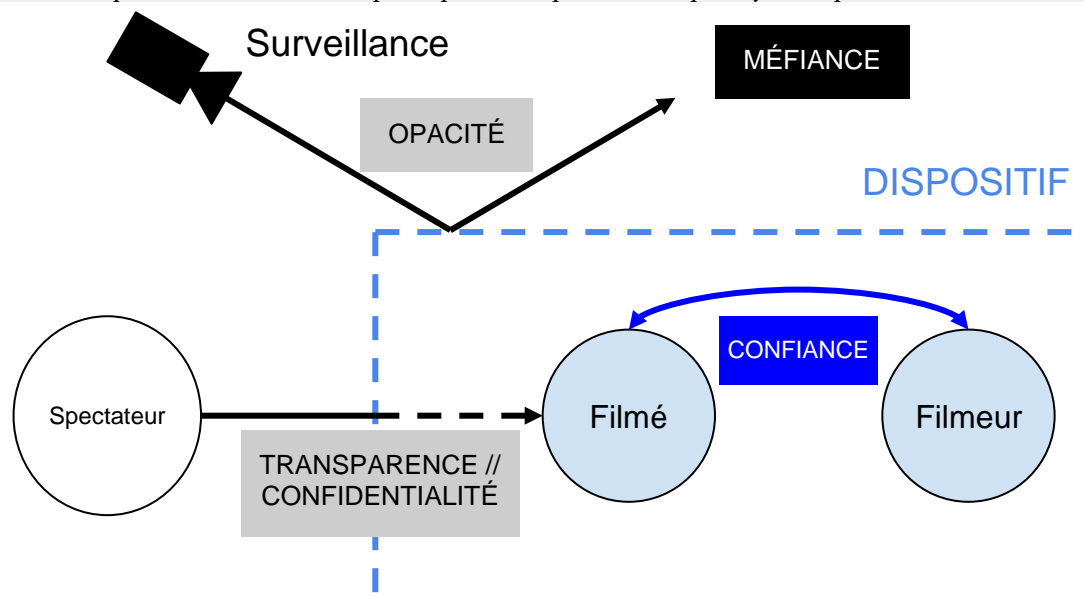 Surveillance
MÉFIANCE
OPACITÉ
DISPOSITIF
CONFIANCE
Spectateur
Filmé
Filmeur
TRANSPARENCE //
CONFIDENTIALITÉ